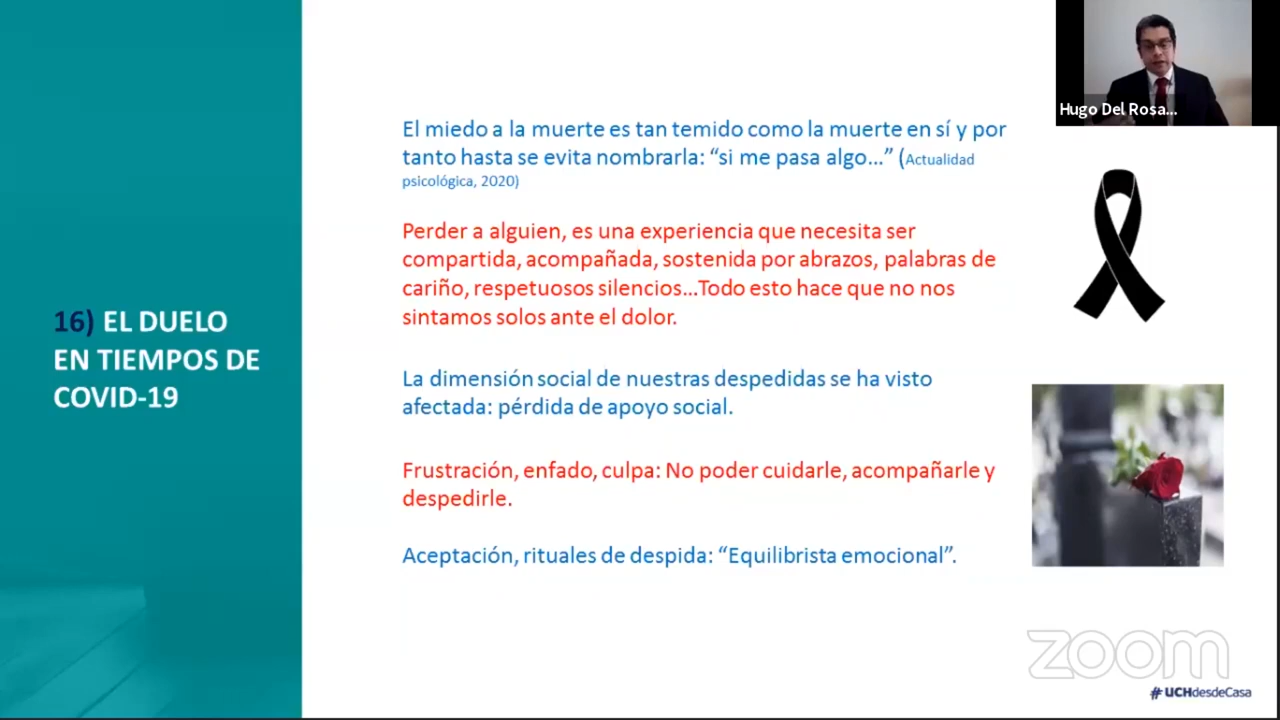 Hugo Del Rosa...
El miedo a la muerte es tan temido como la muerte en sí y por
tanto hasta se evita nombrarla: “si me pasa algo…” (Actualidad
psicológica, 2020)
Perder a alguien, es una experiencia que necesita ser
compartida, acompañada, sostenida por abrazos, palabras de
cariño, respetuosos silencios…Todo esto hace que no nos
sintamos solos ante el dolor.
16) EL DUELO
EN TIEMPOS DE
COVID-19
La dimensión social de nuestras despedidas se ha visto
afectada: pérdida de apoyo social.
Frustración, enfado, culpa: No poder cuidarle, acompañarle y
despedirle.
Aceptación, rituales de despida: “Equilibrista emocional”.
zoom
#UCHdesdeCasa